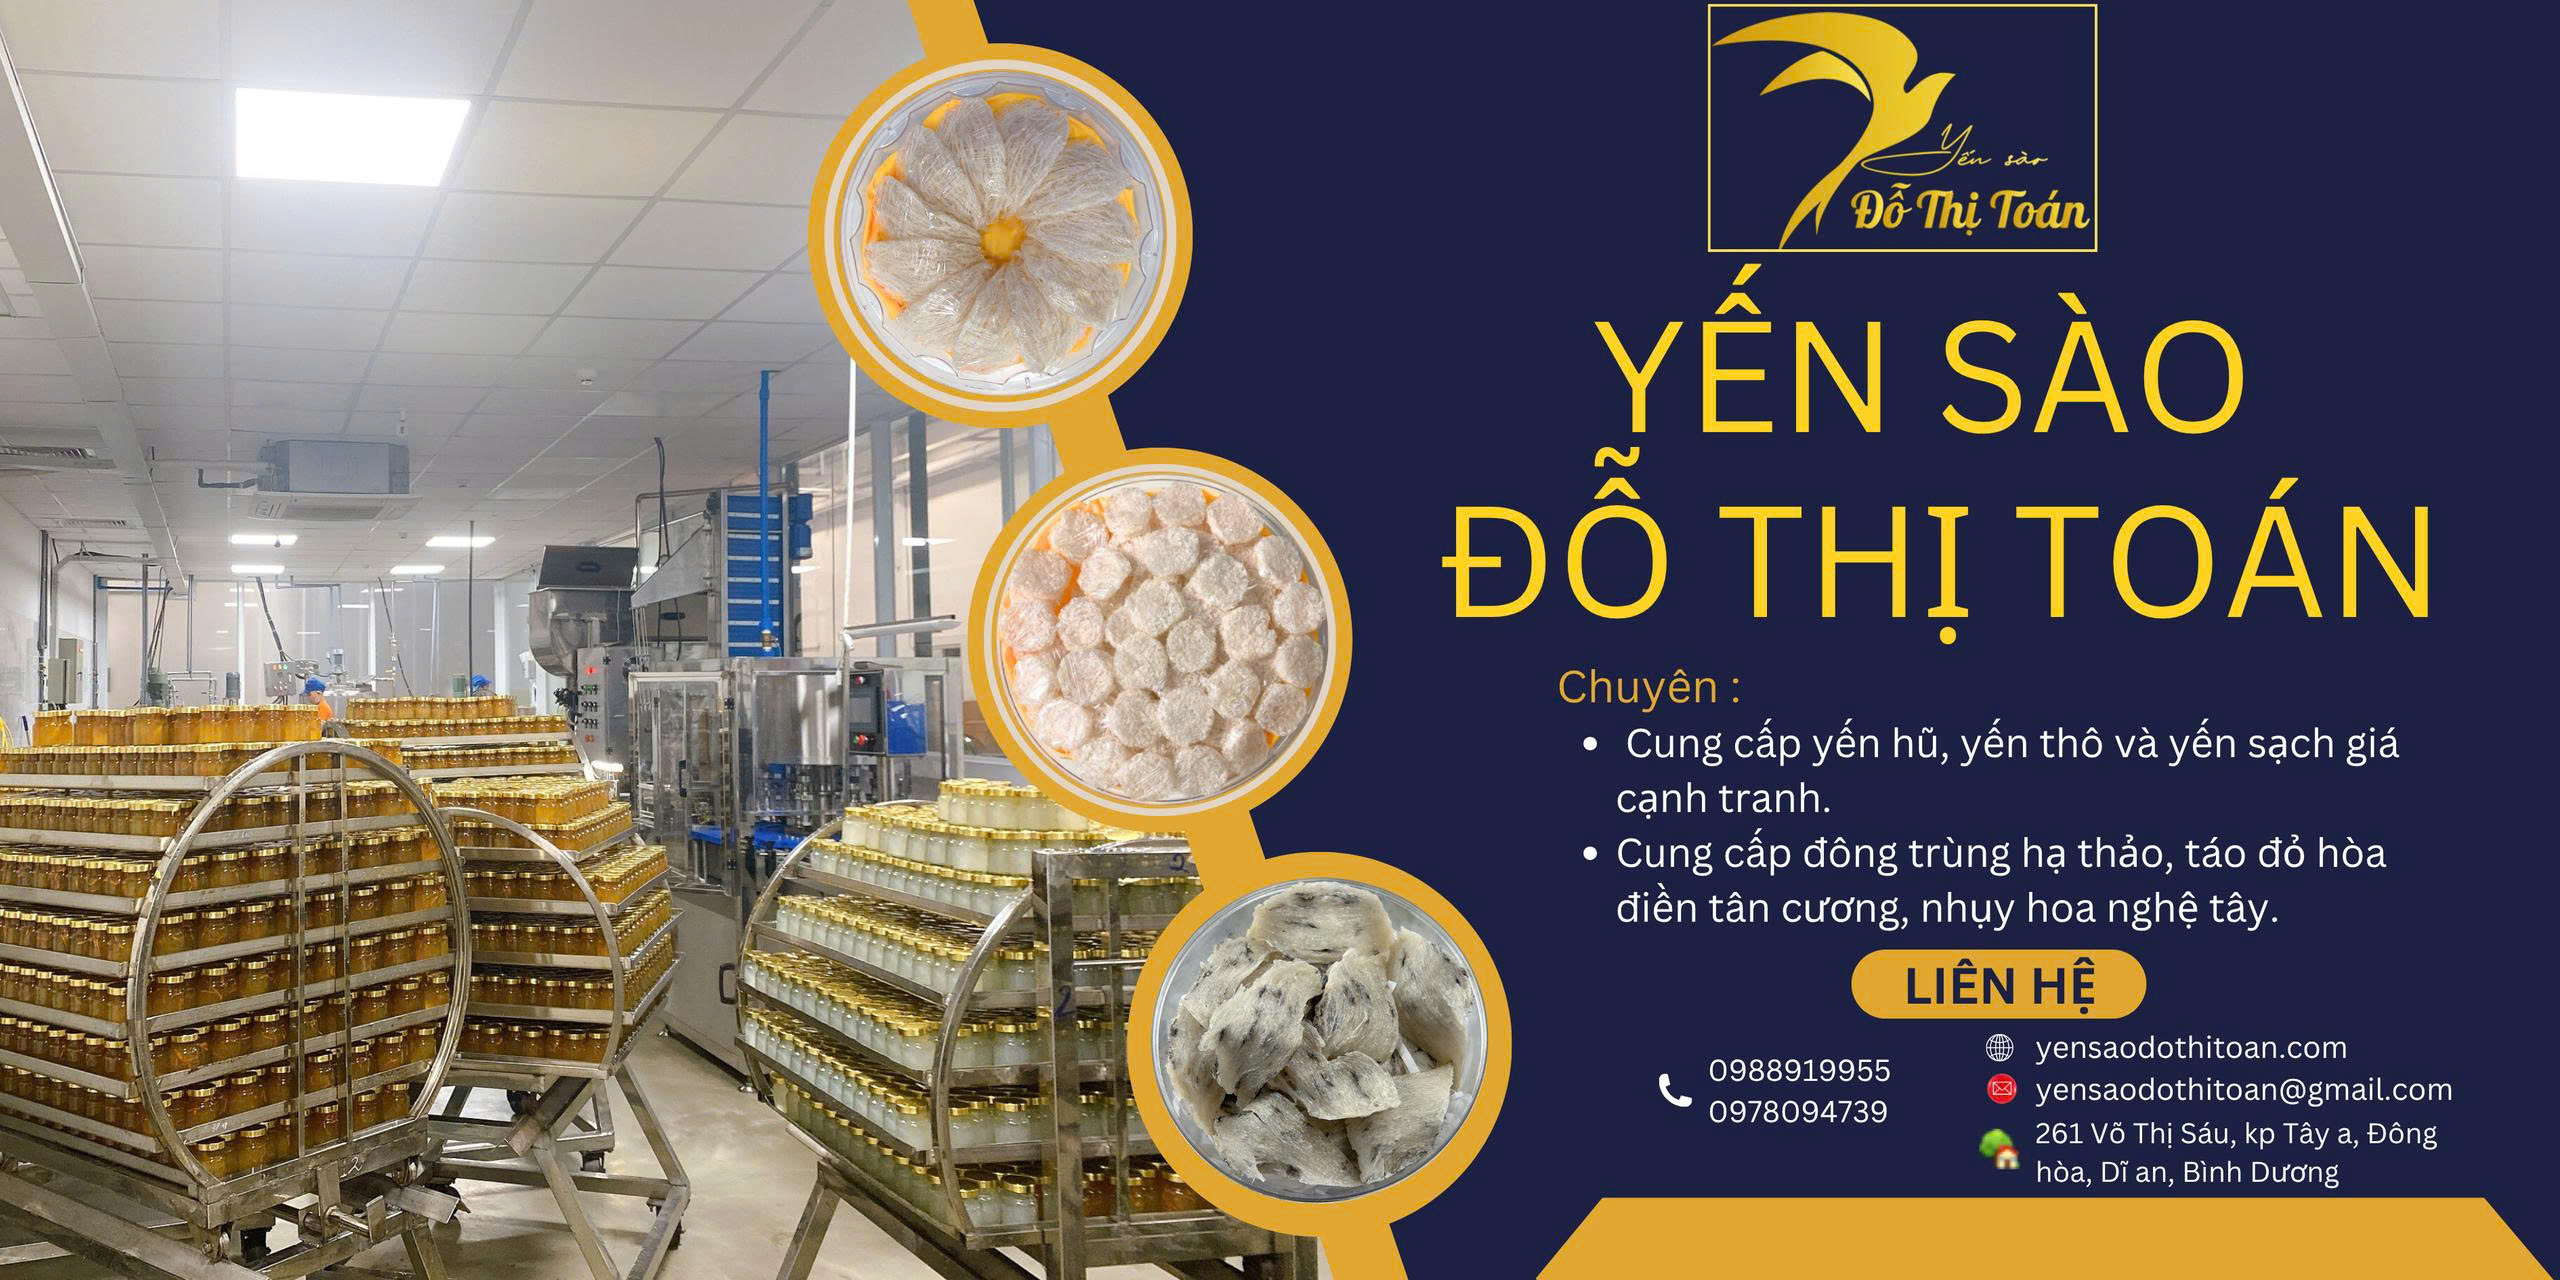 Yến sào
Đỗ Thị Toán
YẾN SÀO
ĐỖ THỊ TOÁN
Chuyên :
• Cung cấp yến hũ, yến thô và yến sạch giá
cạnh tranh.
• Cung cấp đông trùng hạ thảo, táo đỏ hòa
điền tân cương, nhụy hoa nghệ tây.
LIÊN HỆ
0988919955
0978094739
yensaodothitoan.com
yensaodothitoan@gmail.com
261 Võ Thị Sáu, kp Tây a, Đông
hòa, Dĩ an, Bình Dương
2
2